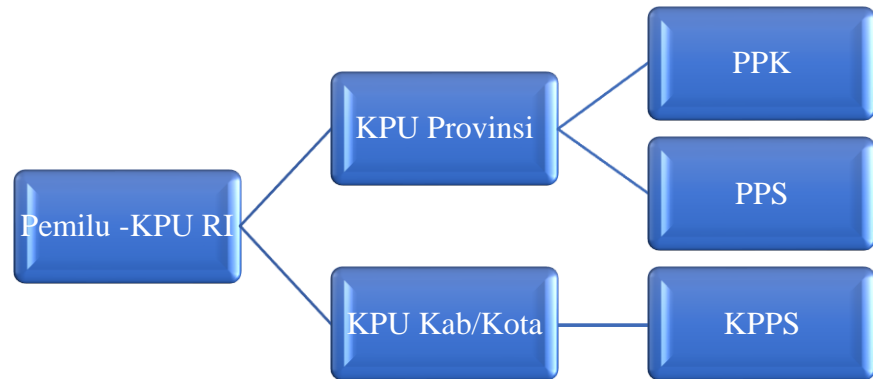 Pemilu -KPU RI
KPU Provinsi
PPK
PPS
KPU Kab/Kota
KPPS